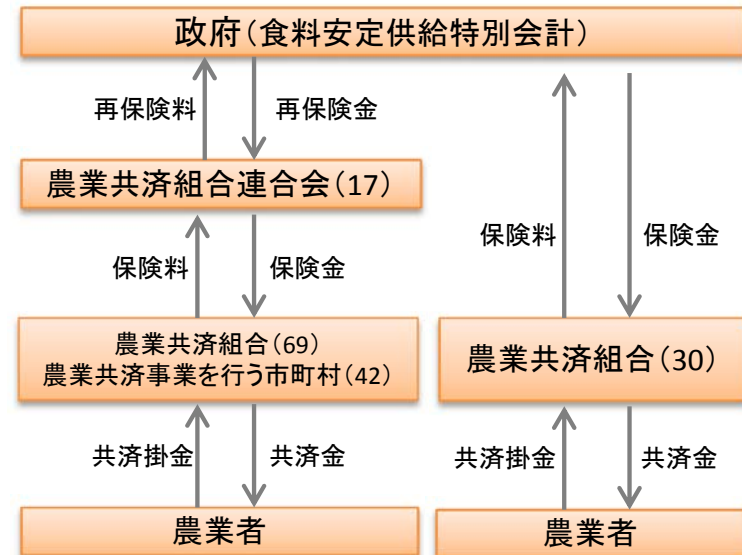 政府（食料安定供給特別会計）
再保険料
再保険金
農業共済組合連合会（17）
保険料
保険金
保険料
保険金
農業共済組合（69）
農業共済事業を行う市町村（42）
農業共済組合（30）
共済掛金
共済金
共済掛金
共済金
農業者
農業者